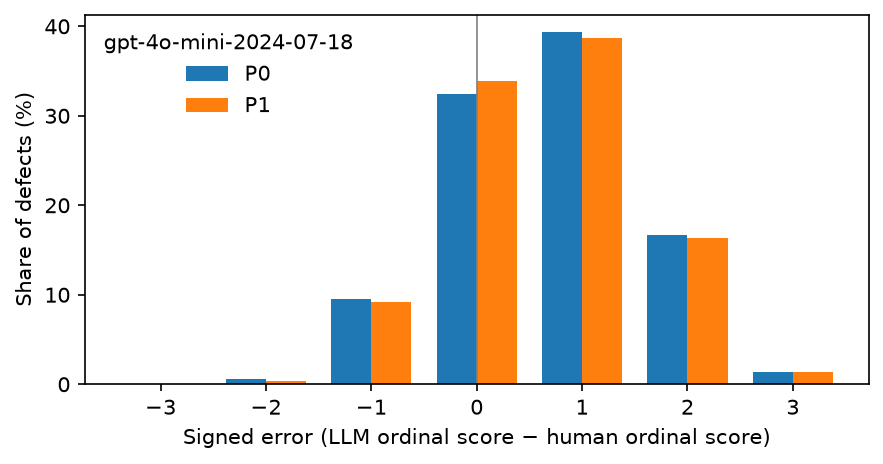 gpt-4o-mini-2024-07-18
P0
P1
Share of defects (%)
40
30
20
10
0
−3 −2 −1 0 1 2 3
Signed error (LLM ordinal score − human ordinal score)